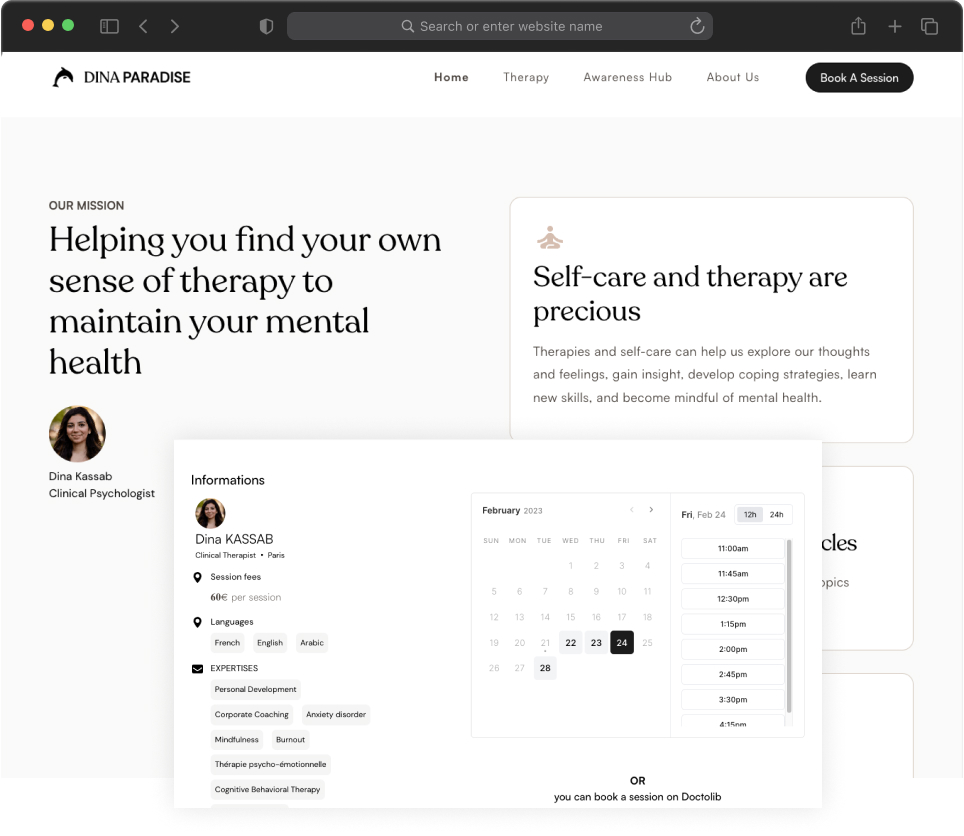 Search or enter website name
DINA PARADISE
Home Therapy Awareness Hub About Us Book A Session
OUR MISSION
Helping you find your own
sense of therapy to
maintain your mental
health
Dina Kassab
Clinical Psychologist
Self-care and therapy are
precious
Therapies and self-care can help us explore our thoughts
and feelings, gain insight, develop coping strategies, learn
new skills, and become mindful of mental health.
Informations
Dina KASSAB
Clinical Therapist • Paris
Session fees
60€ per session
Languages
French English Arabic
EXPERTISES
Personal Development
Corporate Coaching Anxiety disorder
Mindfulness Burnout
Thérapie psycho-émotionnelle
Cognitive Behavioral Therapy
February 2023
SUN MON TUE WED THU FRI SAT
1 2 3 4
5 6 7 8 9 10 11
12 13 14 15 16 17 18
19 20 21 22 23 24 25
26 27 28
Fri, Feb 24 12h 24h
11:00am
11:45am
12:30pm
1:15pm
2:00pm
2:45pm
3:30pm
4:15pm
OR
you can book a session on Doctolib
cles
opics